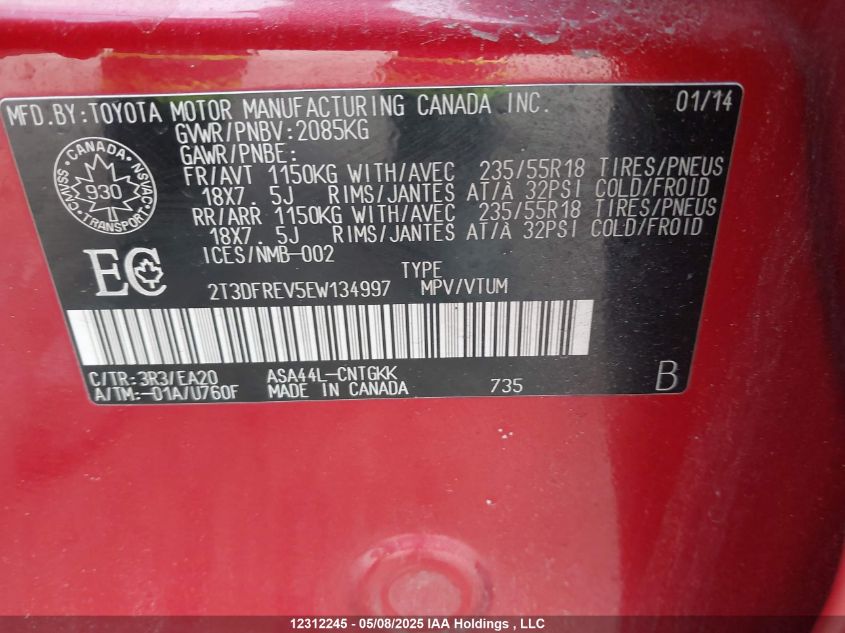 MFD.BY:TOYOTA MOTOR MANUFACTURING CANADA INC. 01/14
GVWR/PNBV:2085KG
GAWR/PNBE:
FR/AVT 1150KG WITH/AVEC 235/55R18 TIRES/PNEUS
18X7.5J RIMS/JANTES AT/À 32PSI COLD/FROID
RR/ARR 1150KG WITH/AVEC 235/55R18 TIRES/PNEUS
18X7.5J RIMS/JANTES AT/À 32PSI COLD/FROID
ICES/NMB-002
CANADA
CMVSS NSVAC
930
TRANSPORT
EC
TYPE
2T3DFREV5EW134997 MPV/VTUM
C/TR:3R3/EA20 ASA44L-CNTGKK
A/TM:-01A/U760F MADE IN CANADA 735 B
12312245 - 05/08/2025 IAA Holdings, LLC